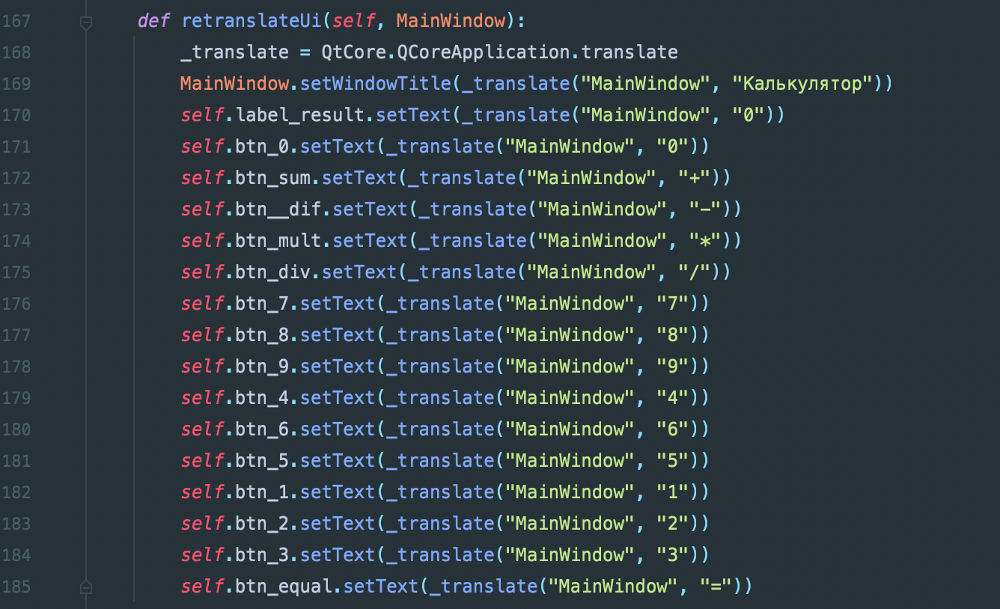 167 def retranslateUi(self, MainWindow):
168 _translate = QtCore.QCoreApplication.translate
169 MainWindow.setWindowTitle(_translate("MainWindow", "Калькулятор"))
170 self.label_result.setText(_translate("MainWindow", "0"))
171 self.btn_0.setText(_translate("MainWindow", "0"))
172 self.btn_sum.setText(_translate("MainWindow", "+"))
173 self.btn__dif.setText(_translate("MainWindow", "-"))
174 self.btn_mult.setText(_translate("MainWindow", "*"))
175 self.btn_div.setText(_translate("MainWindow", "/"))
176 self.btn_7.setText(_translate("MainWindow", "7"))
177 self.btn_8.setText(_translate("MainWindow", "8"))
178 self.btn_9.setText(_translate("MainWindow", "9"))
179 self.btn_4.setText(_translate("MainWindow", "4"))
180 self.btn_6.setText(_translate("MainWindow", "6"))
181 self.btn_5.setText(_translate("MainWindow", "5"))
182 self.btn_1.setText(_translate("MainWindow", "1"))
183 self.btn_2.setText(_translate("MainWindow", "2"))
184 self.btn_3.setText(_translate("MainWindow", "3"))
185 self.btn_equal.setText(_translate("MainWindow", "="))